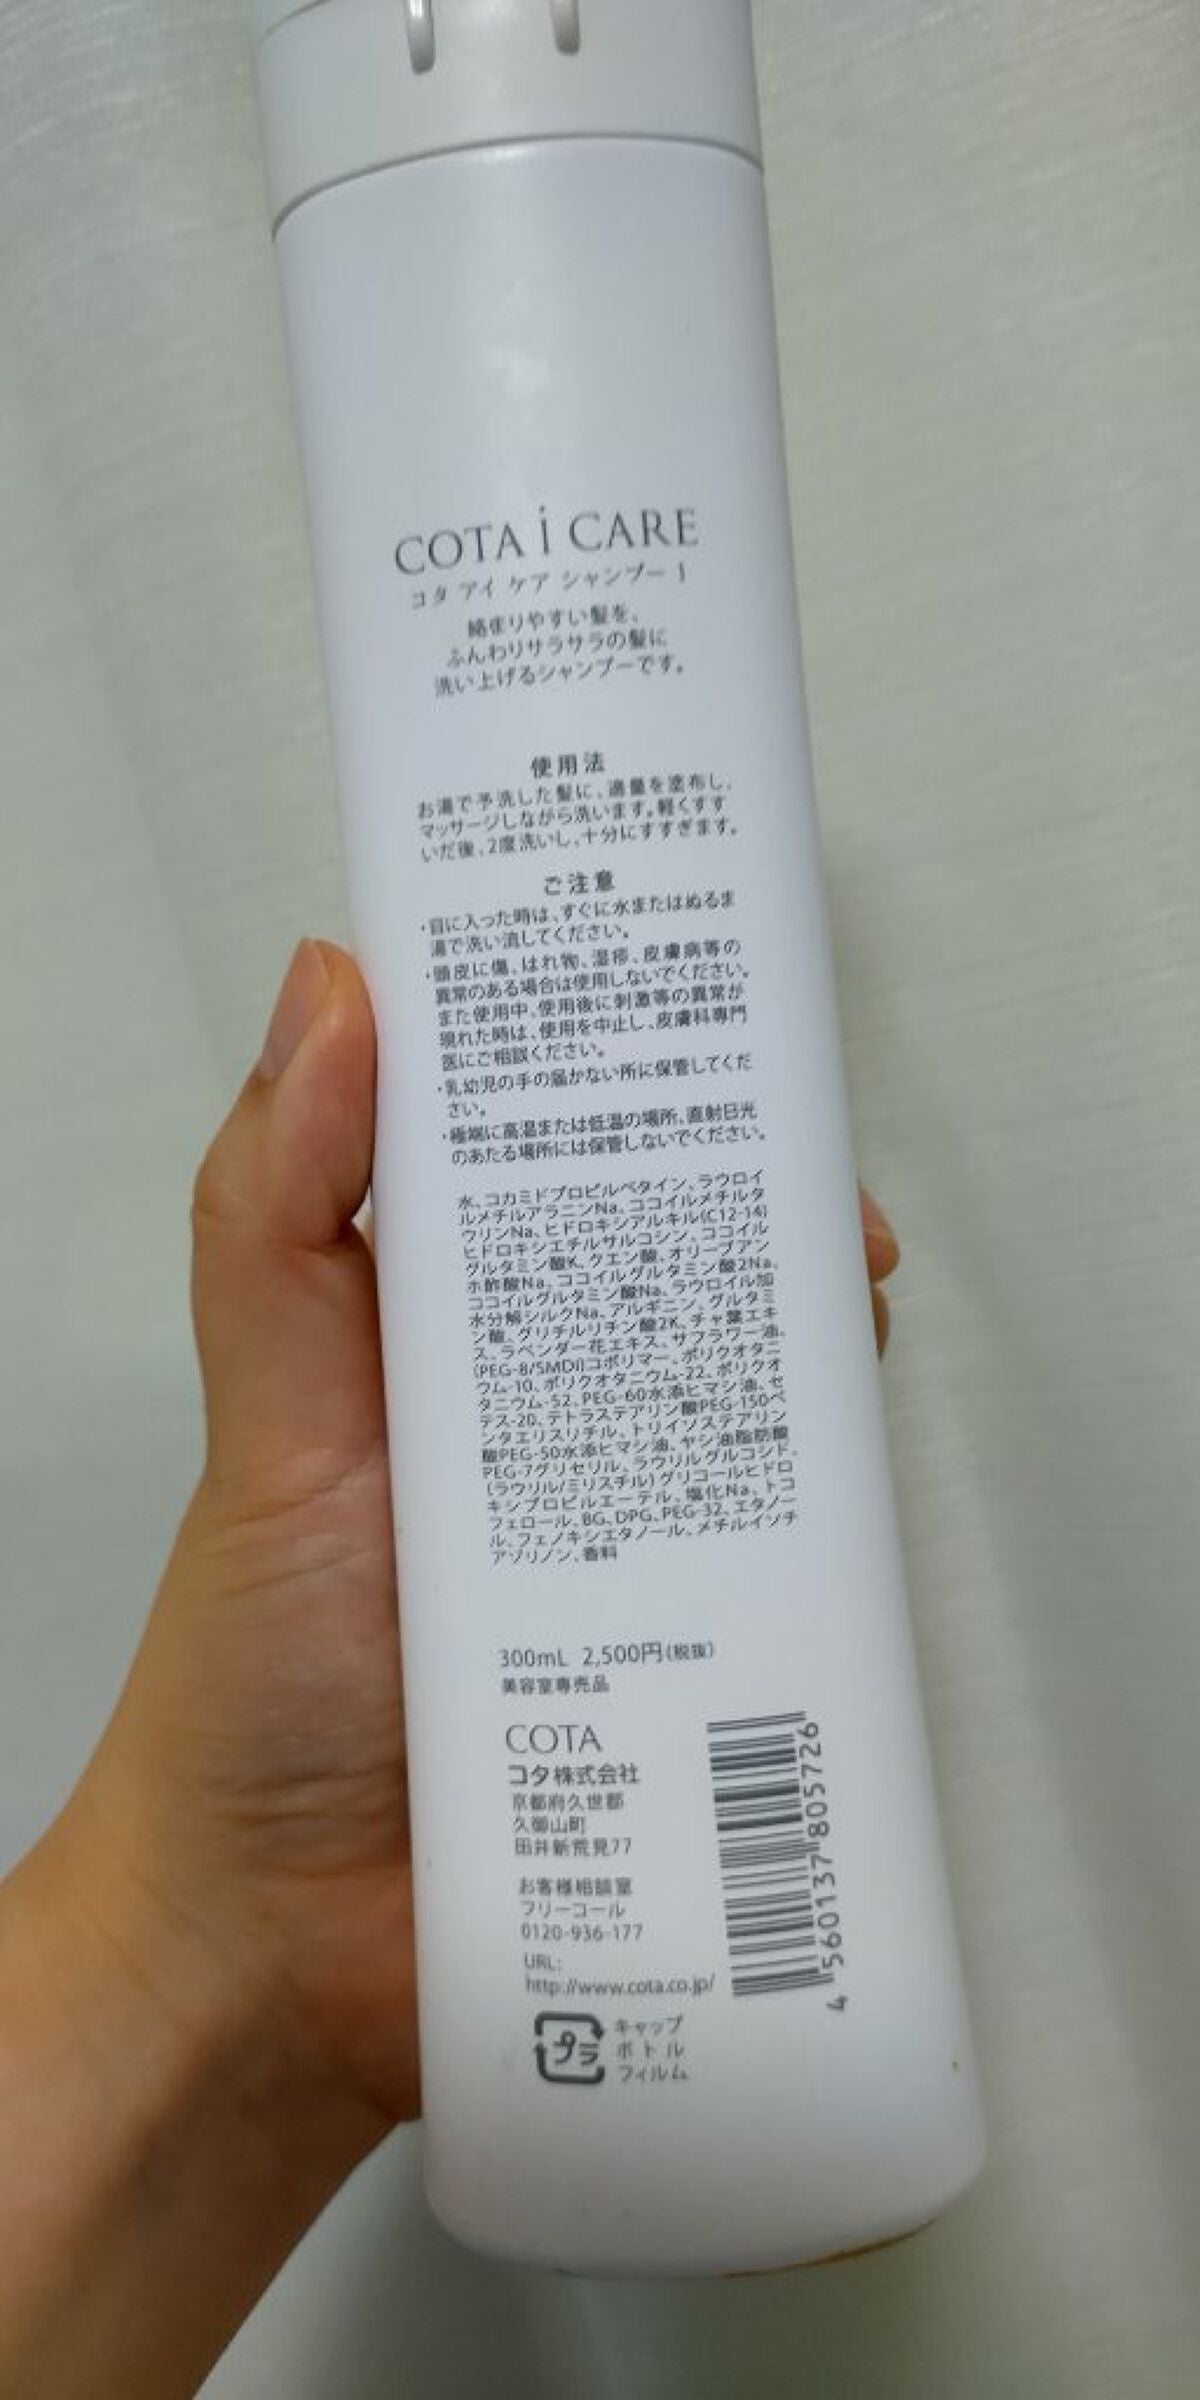 COTA i CARE
コタ アイ ケア シャンプー 1
絡まりやすい髪を、
ふんわりサラサラの髪に
洗い上げるシャンプーです。
使用法
お湯で予洗した髪に、適量を塗布し、
マッサージしながら洗います。軽くすす
いだ後、2度洗いし、十分にすすぎます。
ご注意
・目に入った時は、すぐに水またはぬるま
湯で洗い流してください。
・頭皮に傷、はれ物、湿疹、皮膚病等の
異常のある場合は使用しないでください。
また使用中、使用後に刺激等の異常が
現れた時は、使用を中止し、皮膚科専門
医にご相談ください。
・乳幼児の手の届かない所に保管してくだ
さい。
・極端に高温または低温の場所、直射日光
のあたる場所には保管しないでください。
水、コカミドプロピルベタイン、ラウロイ
ルメチルアラニンNa、ココイルメチルタ
ウリンNa、ヒドロキシアルキル(C12-14)
ヒドロキシエチルサルコシン、ココイル
グルタミン酸K、クエン酸、オリーブアン
ホ酢酸Na、ココイルグルタミン酸2Na、
ココイルグルタミン酸Na、ラウロイル加
水分解シルクNa、アルギニン、グルタミ
ン酸、グリチルリチン酸2K、チャ葉エキ
ス、ラベンダー花エキス、サフラワー油、
(PEG-8/SMDI)コポリマー、ポリクオタニ
ウム-10、ポリクオタニウム-22、ポリクオ
タニウム-52、PEG-60水添ヒマシ油、セ
テス-20、テトラステアリン酸PEG-150ペ
ンタエリスリチル、トリイソステアリン
酸PEG-50水添ヒマシ油、ヤシ油脂肪酸
PEG-7グリセリル、ラウリルグルコシド、
(ラウリル/ミリスチル)グリコールヒドロ
キシプロピルエーテル、塩化Na、トコ
フェロール、BG、DPG、PEG-32、エタノー
ル、フェノキシエタノール、メチルイソチ
アゾリノン、香料
300mL 2,500円(税抜)
美容室専売品
COTA
コタ株式会社
京都府久世郡
久御山町
田井新荒見77
お客様相談室
フリーコール
0120-936-177
URL:
http://www.cota.co.jp/
4 560137 805726
プラ
キャップ
ボトル
フィルム